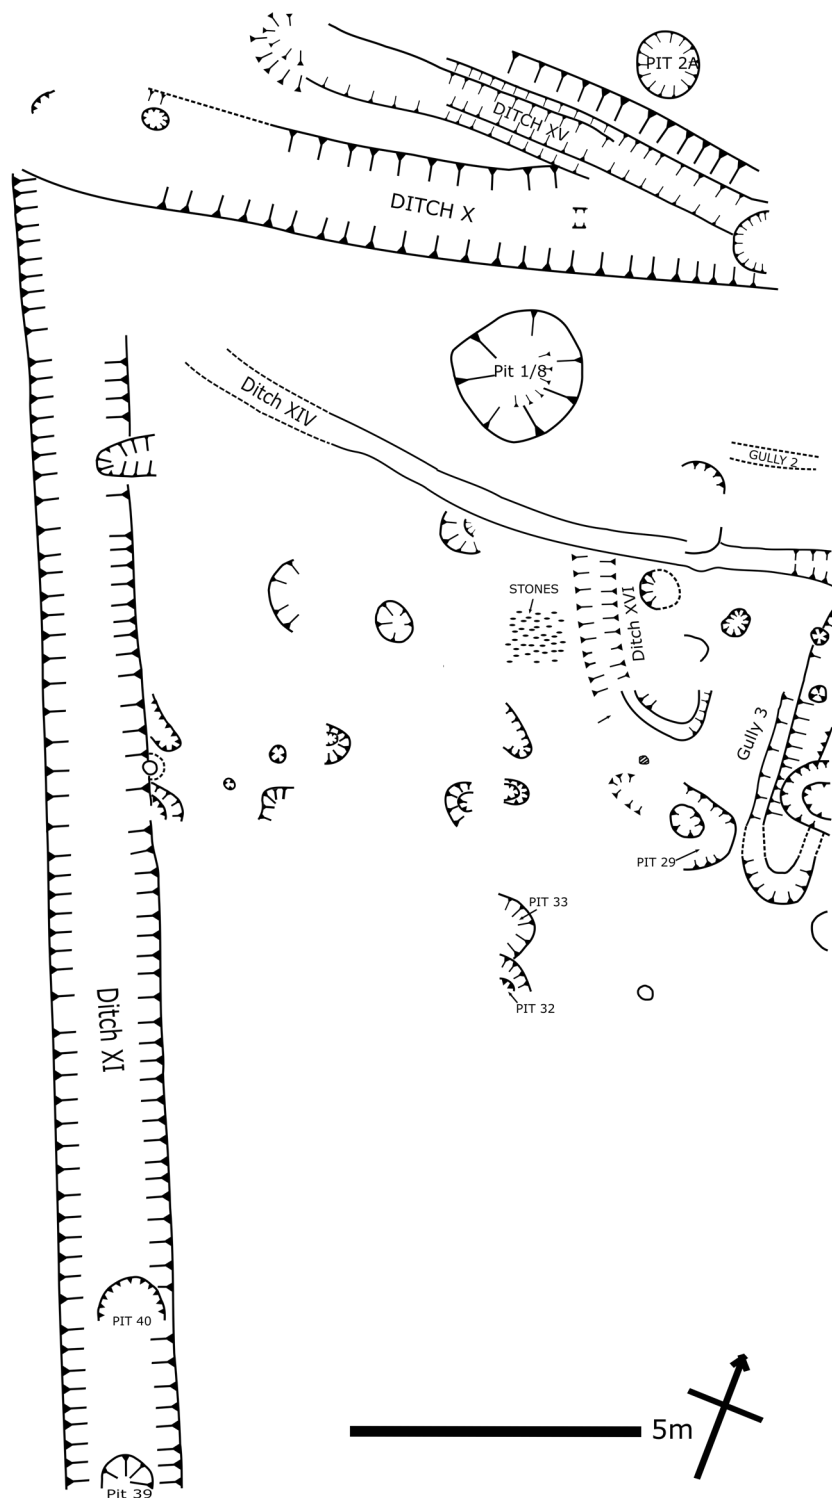 PIT 2A
DITCH XV
DITCH X
Pit 1/8
Ditch XIV
GULLY 2
STONES
Ditch XVI
Gully 3
PIT 29
PIT 33
PIT 32
Ditch XI
PIT 40
5m
Pit 39